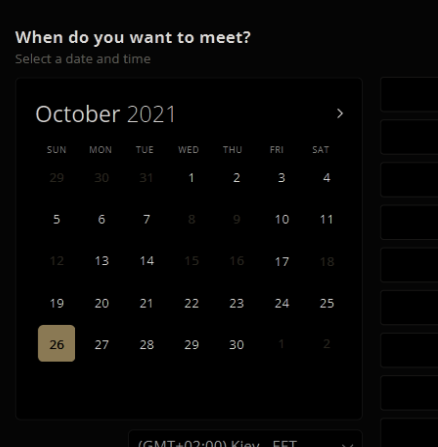 When do you want to meet?
Select a date and time
October 2021
SUN MON TUE WED THU FRI SAT
29 30 31 1 2 3 4
5 6 7 8 9 10 11
12 13 14 15 16 17 18
19 20 21 22 23 24 25
26 27 28 29 30 1 2
(GMT+02:00) Kiev EET